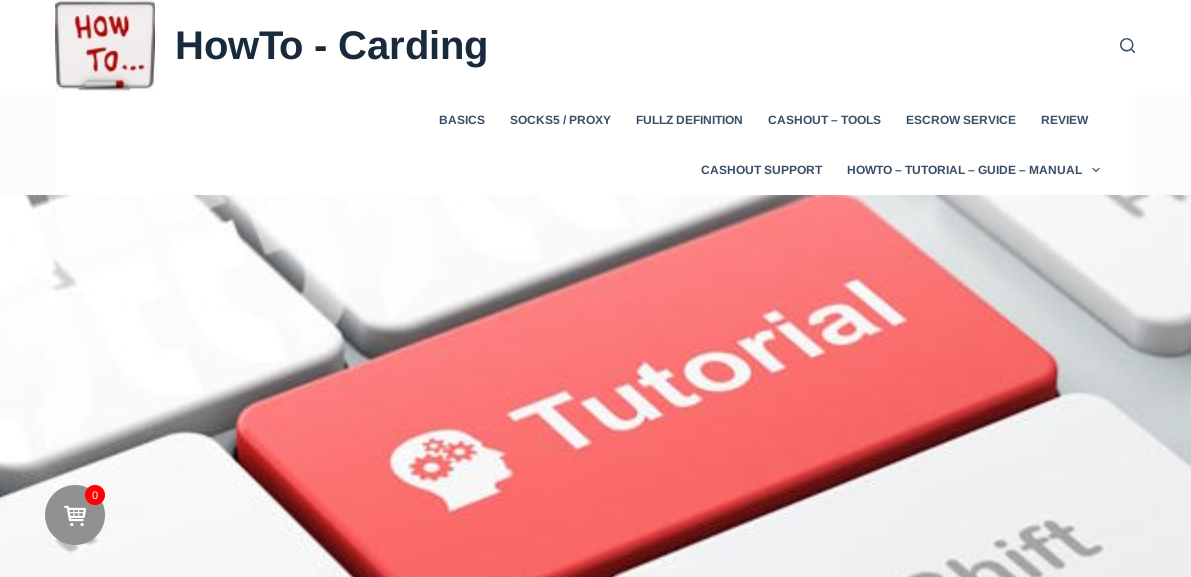 HOW
TO...
HowTo - Carding
BASICS SOCKS5 / PROXY FULLZ DEFINITION CASHOUT – TOOLS ESCROW SERVICE REVIEW
CASHOUT SUPPORT HOWTO – TUTORIAL – GUIDE – MANUAL
Tutorial
0
Shift